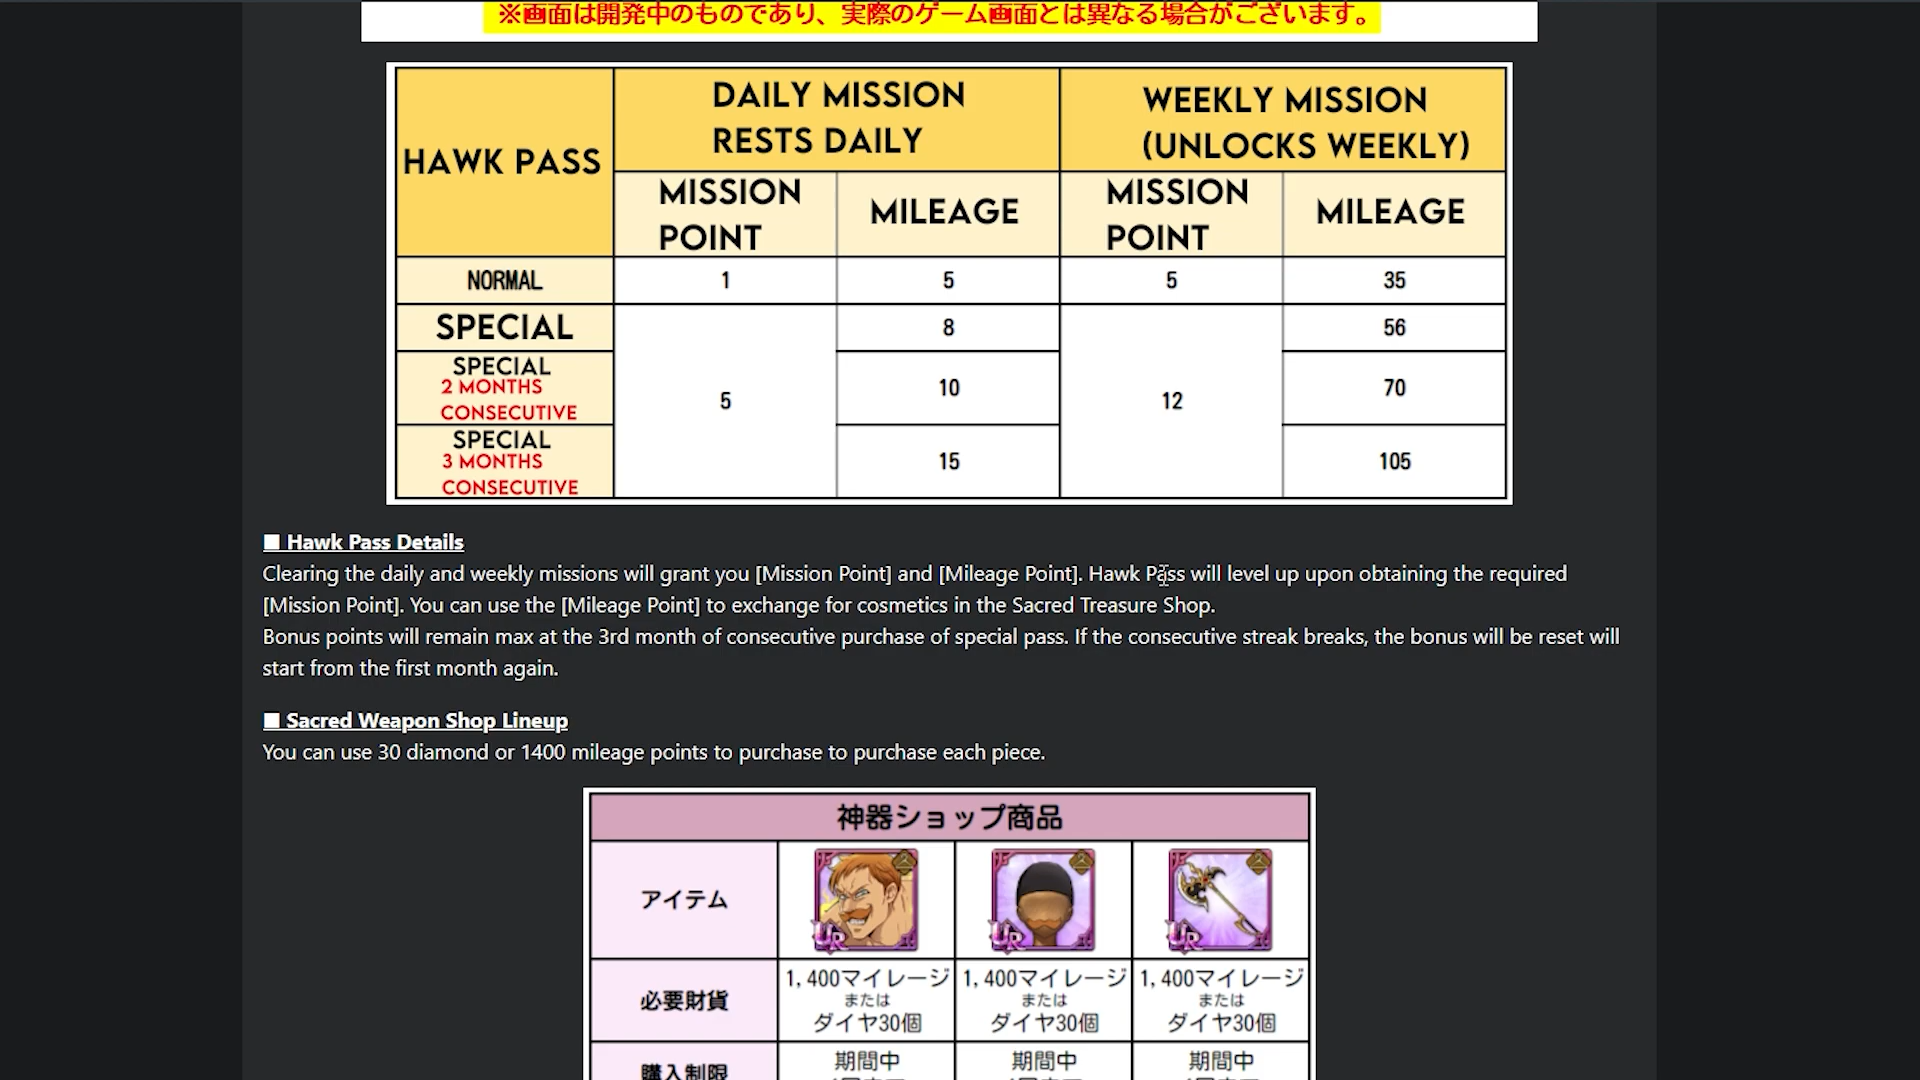 ※画面は開発中のものであり、実際のゲーム画面とは異なる場合がございます。
HAWK PASS
DAILY MISSION
RESTS DAILY
WEEKLY MISSION
(UNLOCKS WEEKLY)
MISSION
POINT
MILEAGE
MISSION
POINT
MILEAGE
NORMAL
1
5
5
35
SPECIAL
8
56
SPECIAL
2 MONTHS
CONSECUTIVE
5
10
12
70
SPECIAL
3 MONTHS
CONSECUTIVE
15
105
■ Hawk Pass Details
Clearing the daily and weekly missions will grant you [Mission Point] and [Mileage Point]. Hawk Pass will level up upon obtaining the required
[Mission Point]. You can use the [Mileage Point] to exchange for cosmetics in the Sacred Treasure Shop.
Bonus points will remain max at the 3rd month of consecutive purchase of special pass. If the consecutive streak breaks, the bonus will be reset will
start from the first month again.
■ Sacred Weapon Shop Lineup
You can use 30 diamond or 1400 mileage points to purchase to purchase each piece.
神器ショップ商品
アイテム
UR
UR
UR
必要財貨
1,400マイレージ
または
ダイヤ30個
1,400マイレージ
または
ダイヤ30個
1,400マイレージ
または
ダイヤ30個
購入制限
期間中
期間中
期間中